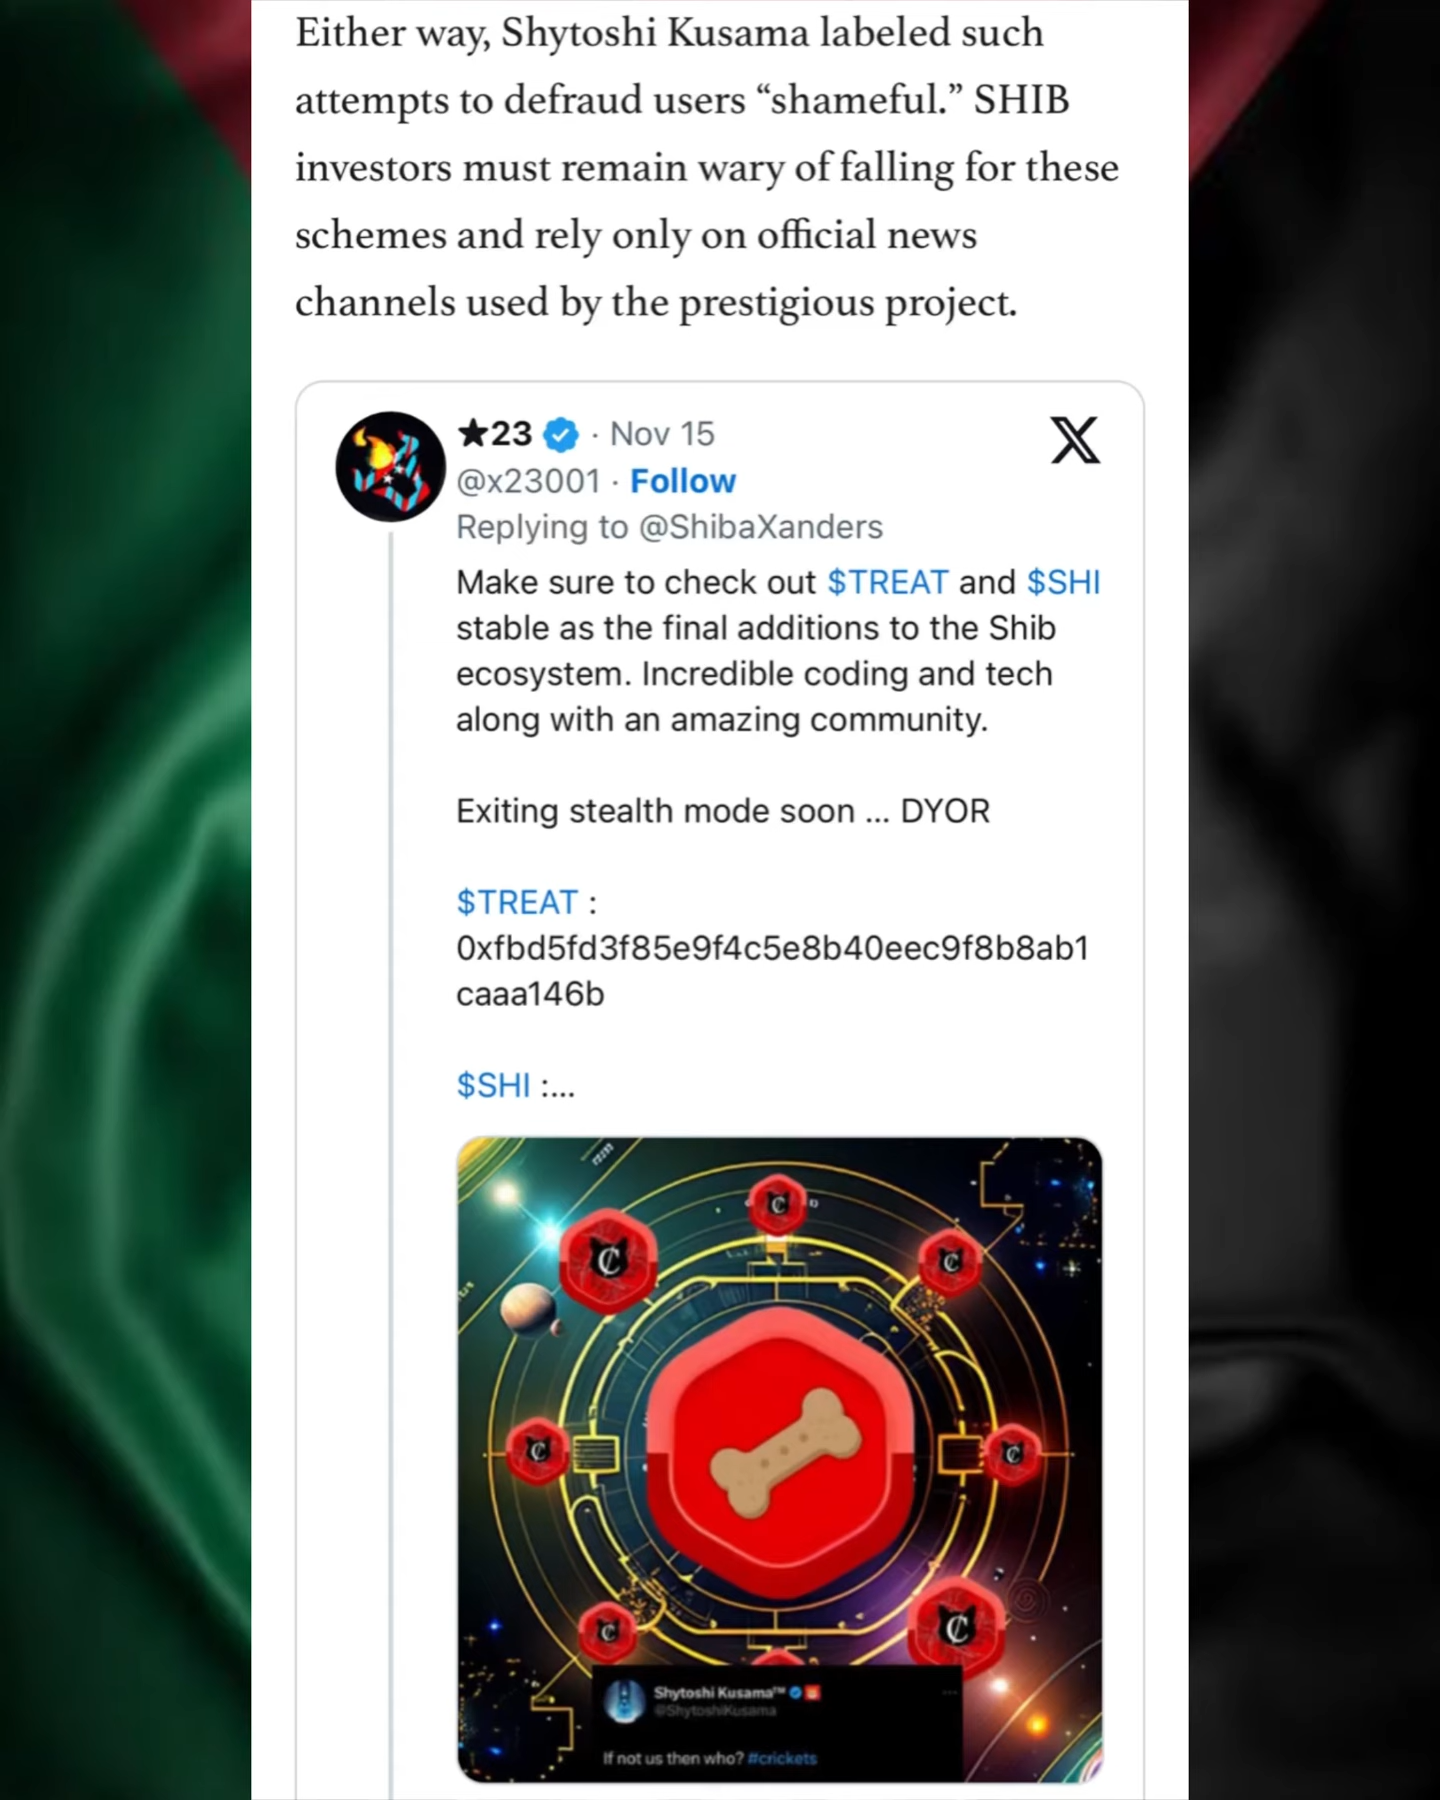 Either way, Shytoshi Kusama labeled such
attempts to defraud users “shameful.” SHIB
investors must remain wary of falling for these
schemes and rely only on official news
channels used by the prestigious project.
★23 · Nov 15
@x23001 · Follow
Replying to @ShibaXanders
Make sure to check out $TREAT and $SHI
stable as the final additions to the Shib
ecosystem. Incredible coding and tech
along with an amazing community.
Exiting stealth mode soon ... DYOR
$TREAT :
0xfbd5fd3f85e9f4c5e8b40eec9f8b8ab1
caaa146b
$SHI :...
Shytoshi Kusama™
@ShytoshiKusama
If not us then who? #crickets